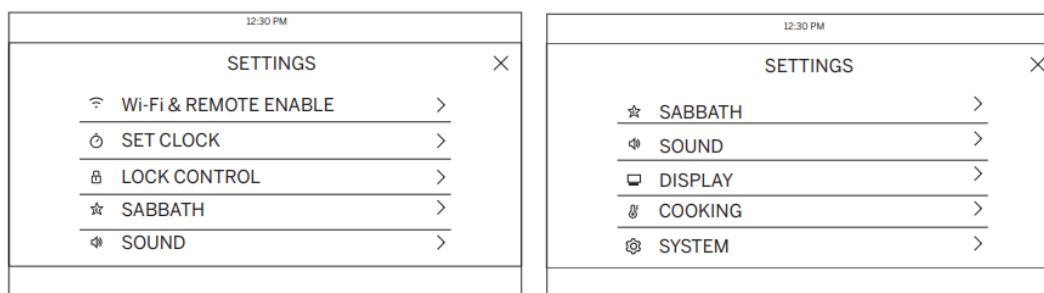 12:30 PM
SETTINGS
Wi-Fi & REMOTE ENABLE
SET CLOCK
LOCK CONTROL
SABBATH
SOUND
12:30 PM
SETTINGS
SABBATH
SOUND
DISPLAY
COOKING
SYSTEM